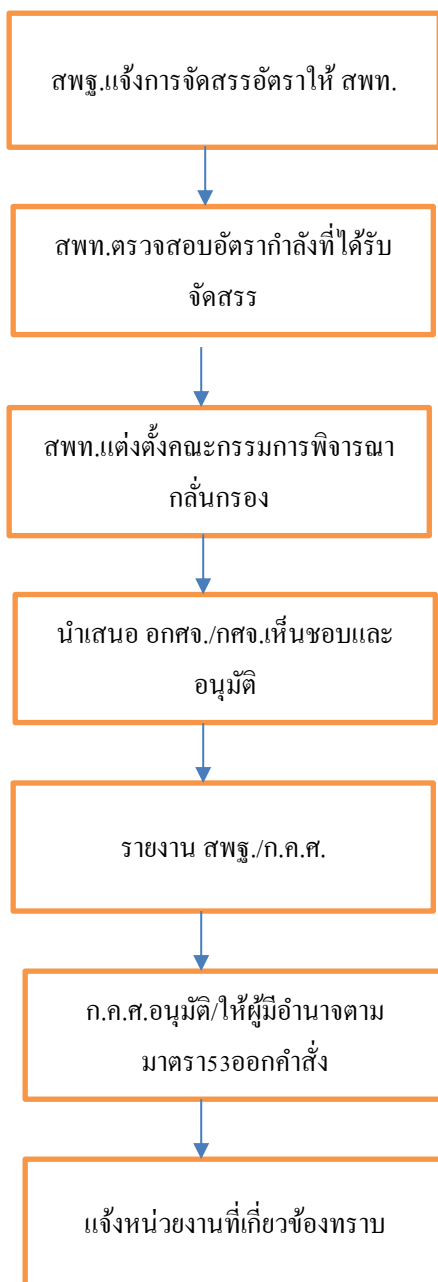 สพฐ.แจ้งการจัดสรรอัตราให้ สพท.
สพท.ตรวจสอบอัตรากำลังที่ได้รับ
จัดสรร
สพท.แต่งตั้งคณะกรรมการพิจารณา
กลั่นกรอง
นำเสนอ อกศจ./กศจ.เห็นชอบและ
อนุมัติ
รายงาน สพฐ./ก.ค.ศ.
ก.ค.ศ.อนุมัติ/ให้ผู้มีอำนาจตาม
มาตรา53ออกคำสั่ง
แจ้งหน่วยงานที่เกี่ยวข้องทราบ